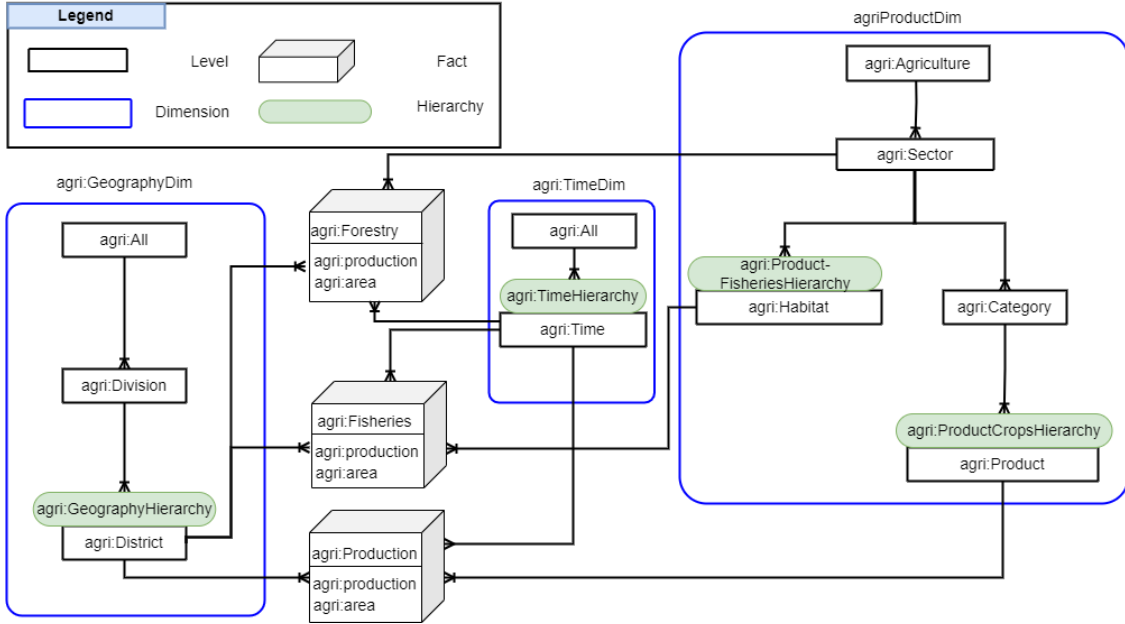 Legend
Level
Fact
Dimension
Hierarchy
agriProductDim
agri:Agriculture
agri:Sector
agri:GeographyDim
agri:TimeDim
agri:All
agri:Forestry
agri:production
agri:area
agri:All
agri:TimeHierarchy
agri:Time
agri:Product-
FisheriesHierarchy
agri:Habitat
agri:Category
agri:Division
agri:Fisheries
agri:production
agri:area
agri:ProductCropsHierarchy
agri:Product
agri:GeographyHierarchy
agri:District
agri:Production
agri:production
agri:area